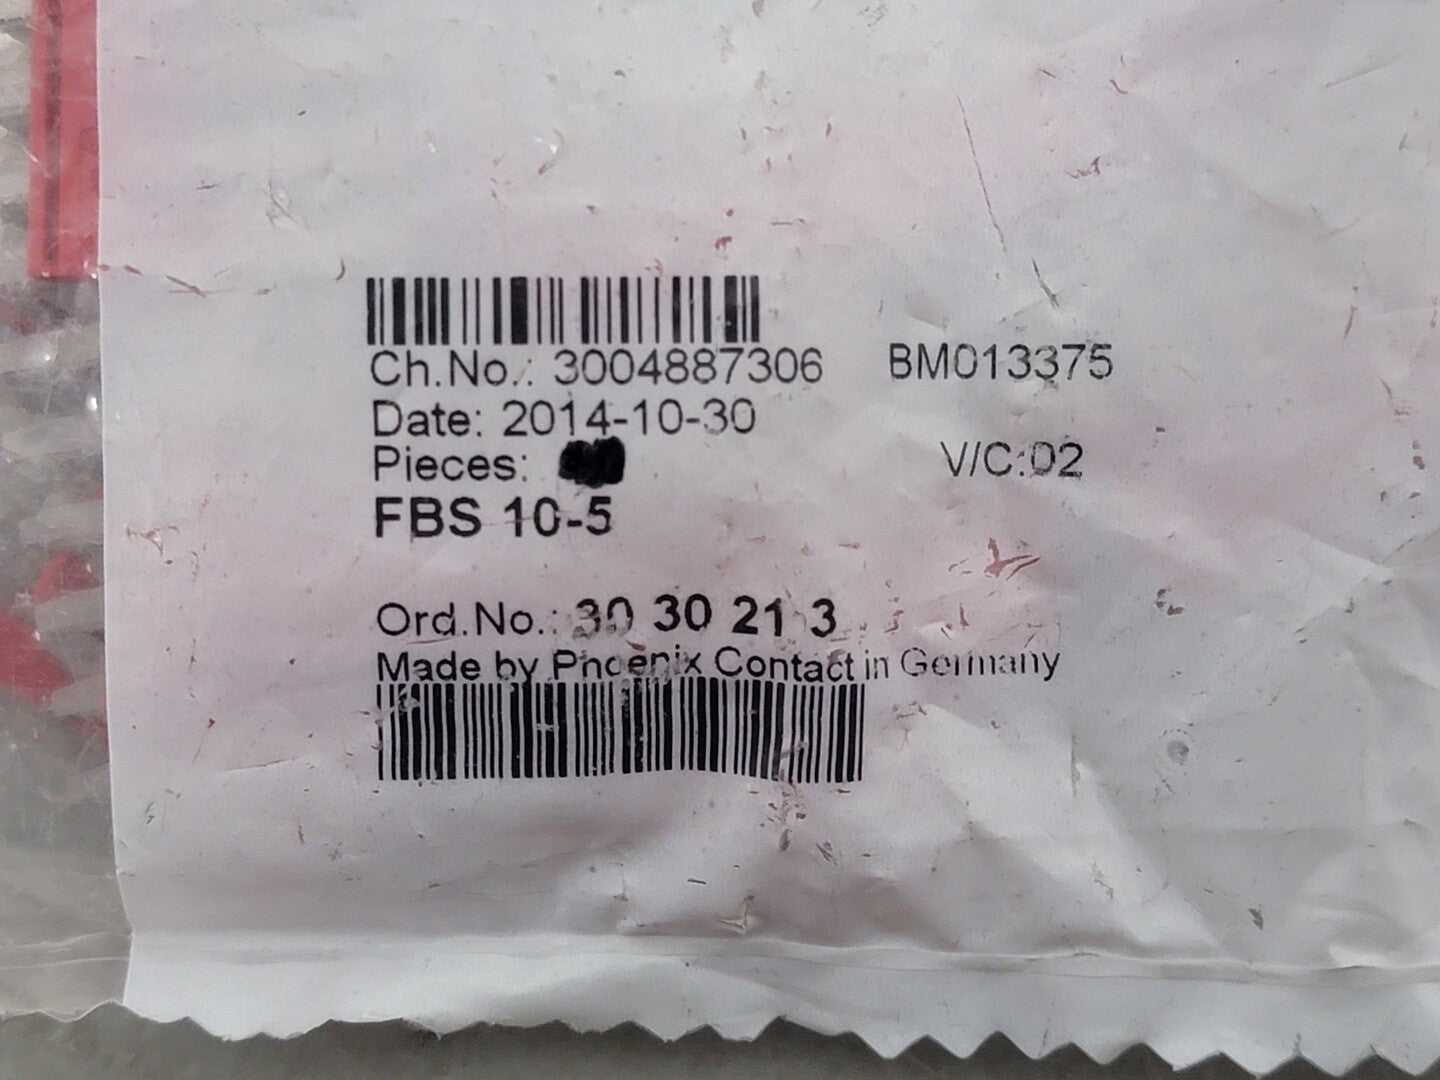 Ch.No.: 3004887306 BM013375
Date: 2014-10-30
Pieces: V/C:02
FBS 10-5
Ord.No.: 30 30 21 3
Made by Phoenix Contact in Germany